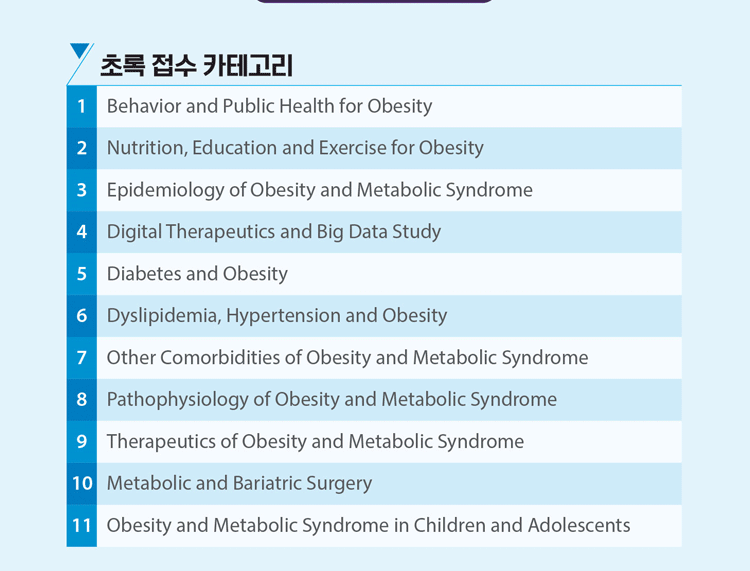 초록 접수 카테고리
1 Behavior and Public Health for Obesity
2 Nutrition, Education and Exercise for Obesity
3 Epidemiology of Obesity and Metabolic Syndrome
4 Digital Therapeutics and Big Data Study
5 Diabetes and Obesity
6 Dyslipidemia, Hypertension and Obesity
7 Other Comorbidities of Obesity and Metabolic Syndrome
8 Pathophysiology of Obesity and Metabolic Syndrome
9 Therapeutics of Obesity and Metabolic Syndrome
10 Metabolic and Bariatric Surgery
11 Obesity and Metabolic Syndrome in Children and Adolescents